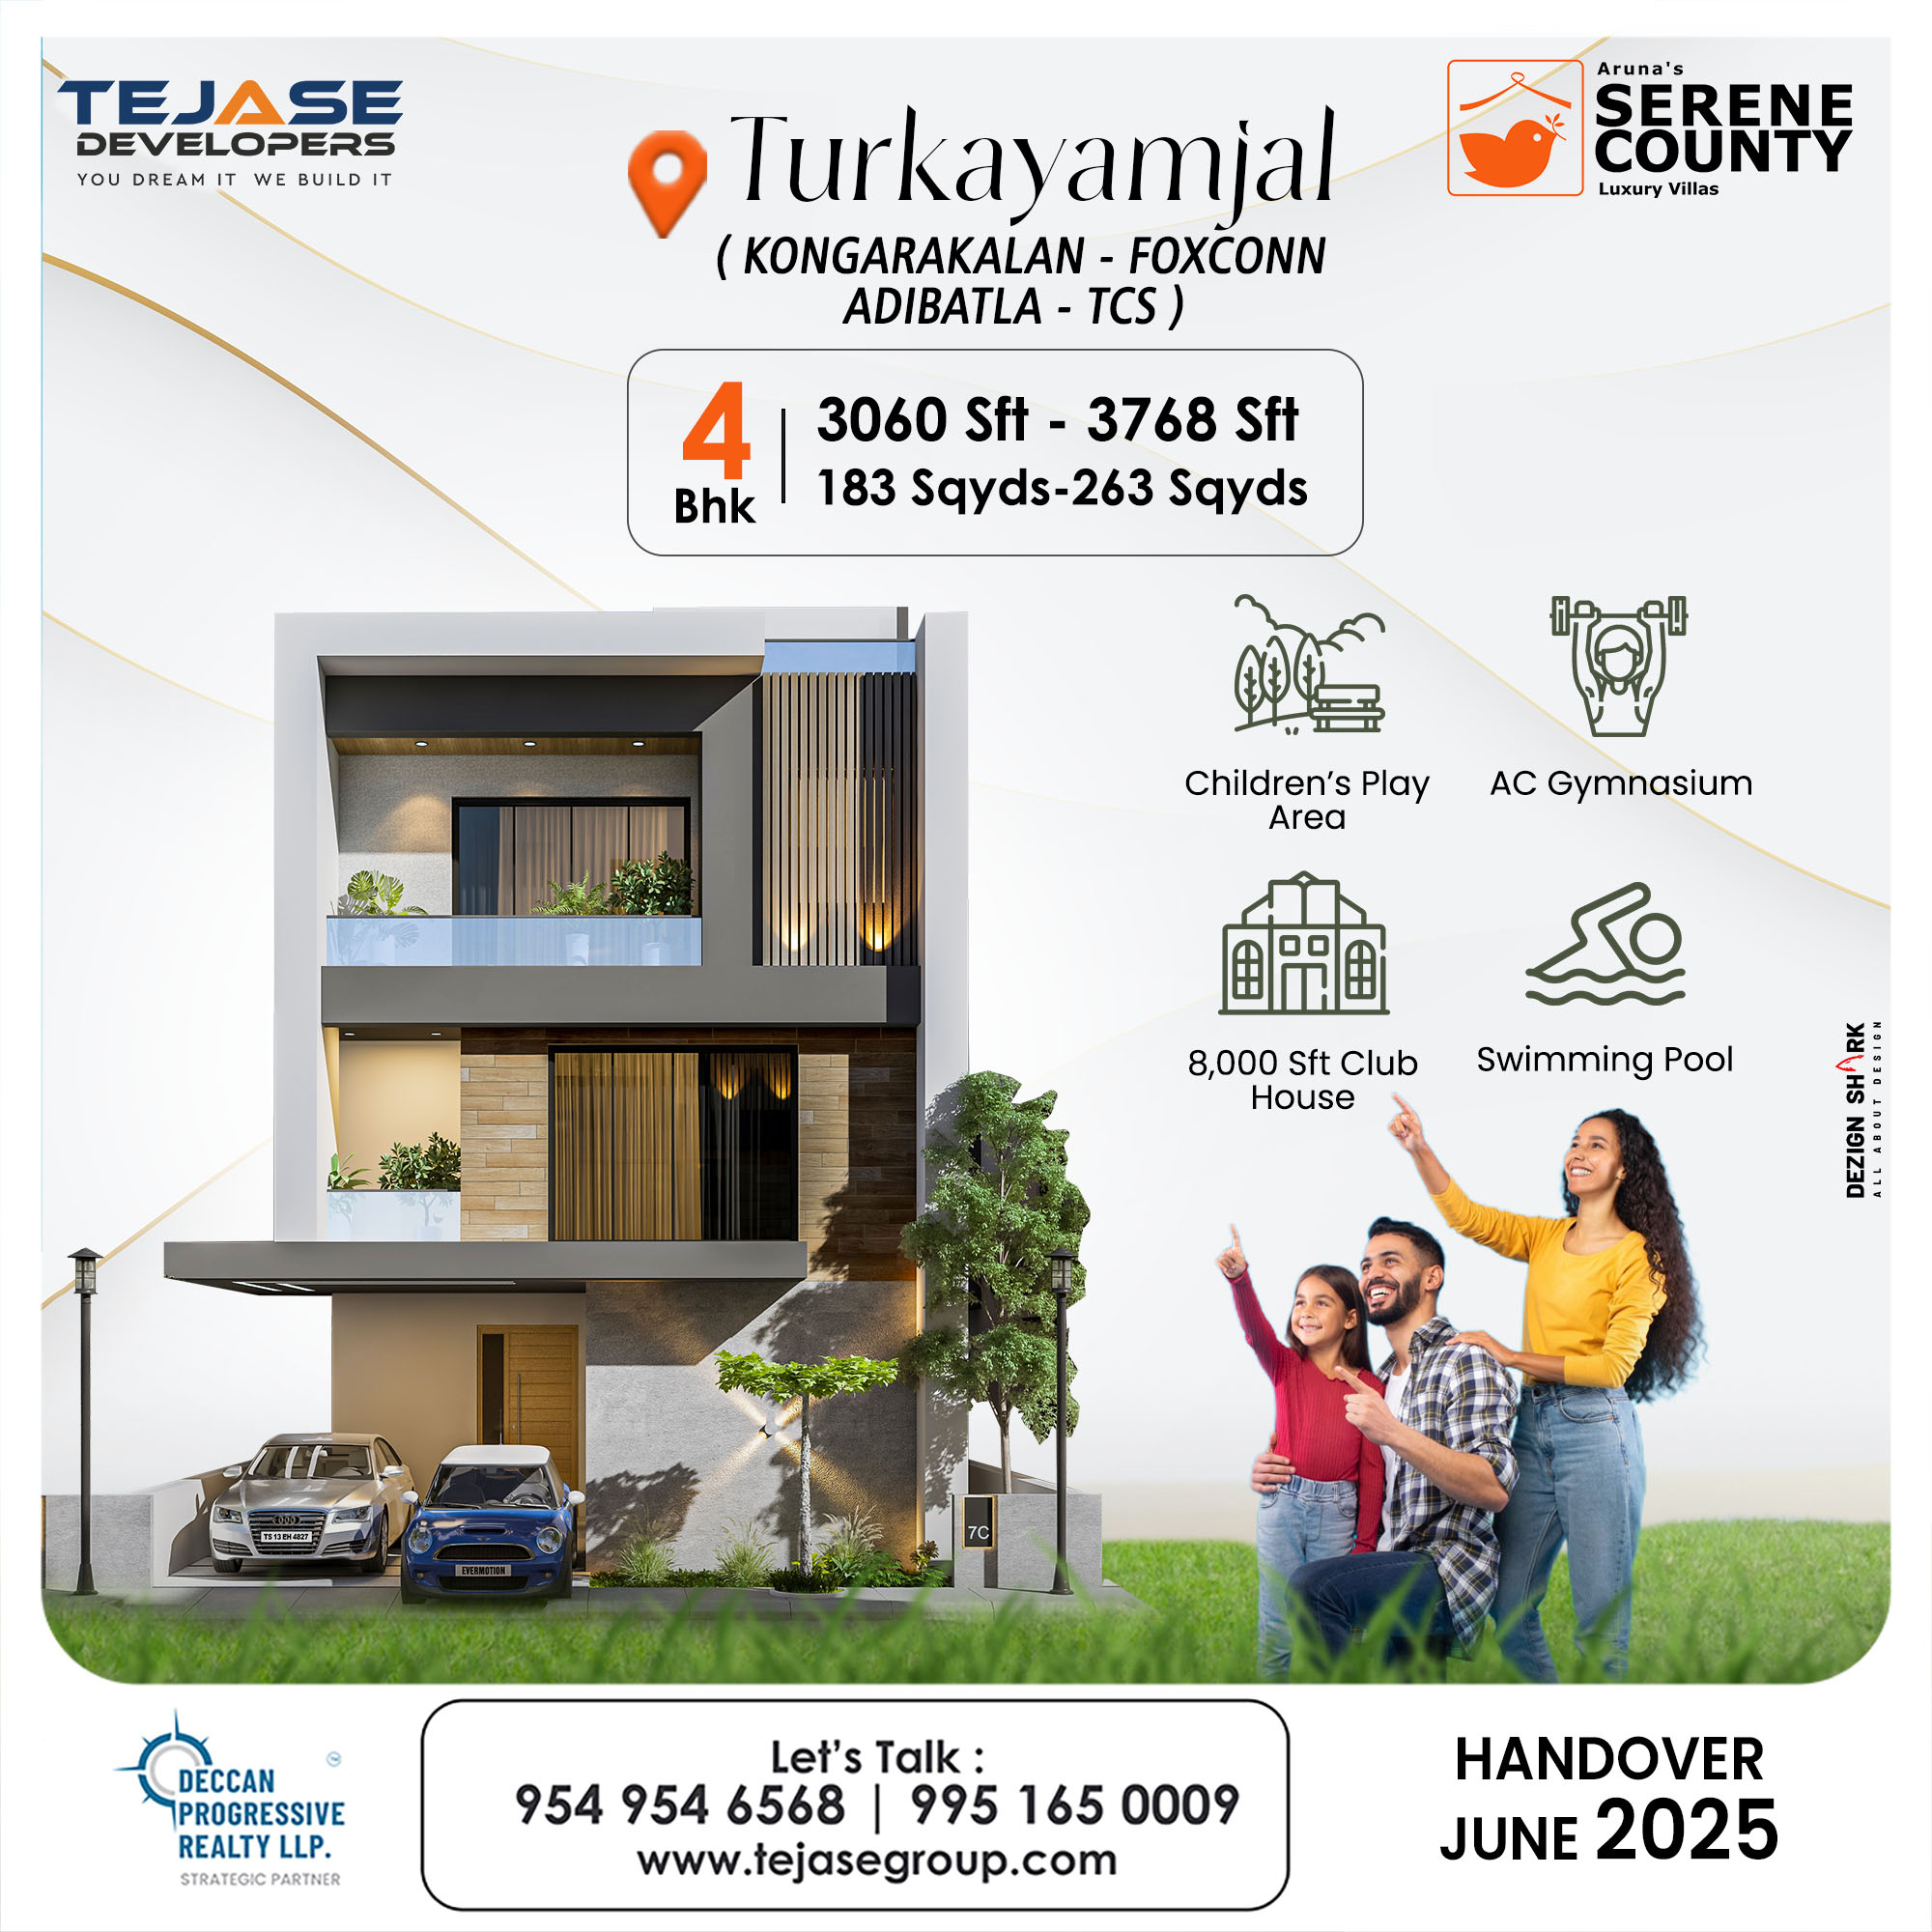 TEJASE
DEVELOPERS
YOU DREAM IT WE BUILD IT
Turkayamjal
( KONGARAKALAN - FOXCONN
ADIBATLA - TCS )
Aruna's
SERENE
COUNTY
Luxury Villas
4
Bhk
3060 Sft - 3768 Sft
183 Sqyds-263 Sqyds
Children's Play
Area
AC Gymnasium
8,000 Sft Club
House
Swimming Pool
DEZIGN SHARK
ALL ABOUT DESIGN
TS 13 EH 4827
EVERMOTION
7C
DECCAN
PROGRESSIVE
REALTY LLP.
STRATEGIC PARTNER
Let's Talk :
954 954 6568 | 995 165 0009
www.tejasegroup.com
HANDOVER
JUNE 2025